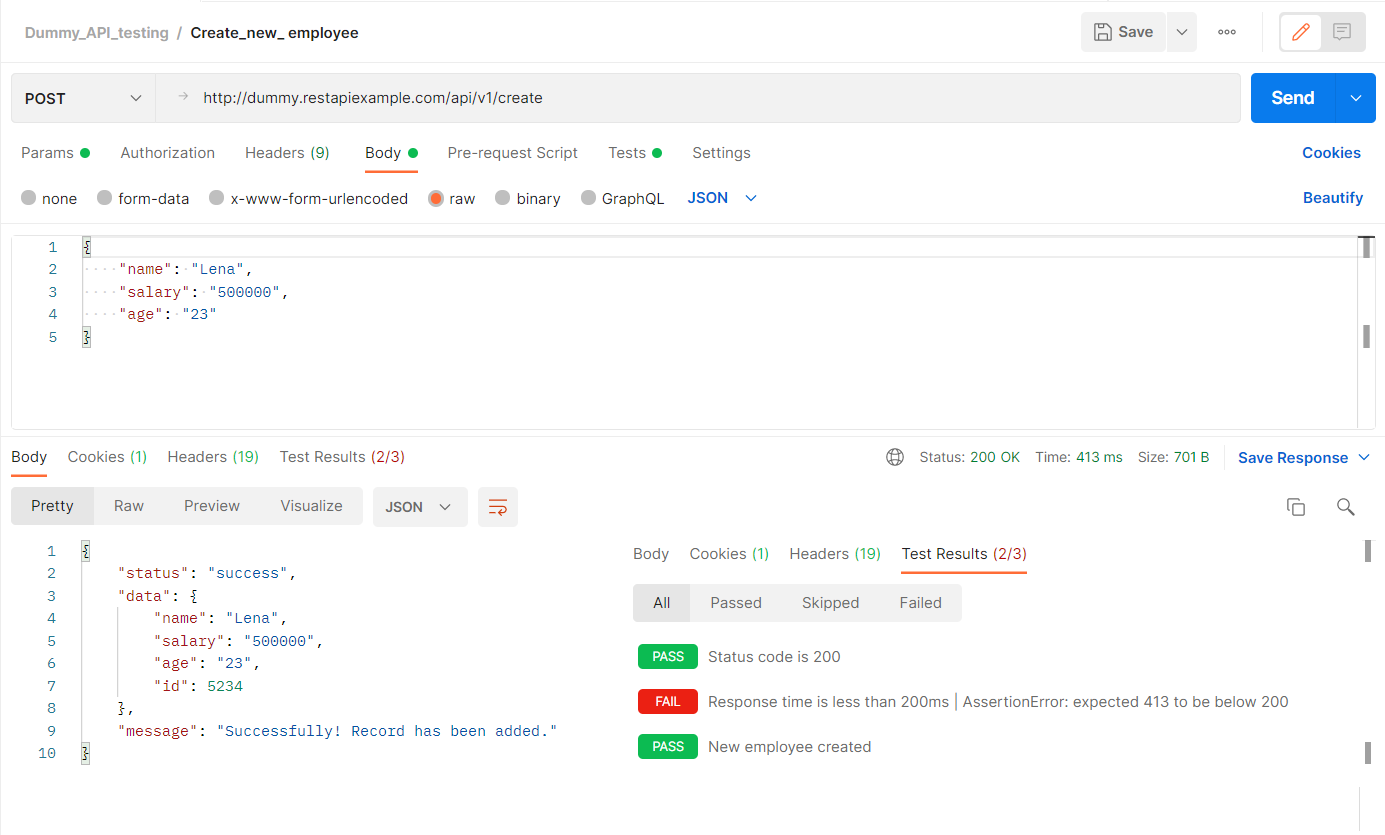 Dummy_API_testing / Create_new_ employee
Save
POST
http://dummy.restapiexample.com/api/v1/create
Send
Params Authorization Headers (9) Body Pre-request Script Tests Settings Cookies
none form-data x-www-form-urlencoded raw binary GraphQL JSON Beautify
1 {
2 "name": "Lena",
3 "salary": "500000",
4 "age": "23"
5 }
Body Cookies (1) Headers (19) Test Results (2/3) Status: 200 OK Time: 413 ms Size: 701 B Save Response
Pretty Raw Preview Visualize JSON
1 {
2 "status": "success",
3 "data": {
4 "name": "Lena",
5 "salary": "500000",
6 "age": "23",
7 "id": 5234
8 },
9 "message": "Successfully! Record has been added."
10 }
Body Cookies (1) Headers (19) Test Results (2/3)
All Passed Skipped Failed
PASS Status code is 200
FAIL Response time is less than 200ms | AssertionError: expected 413 to be below 200
PASS New employee created